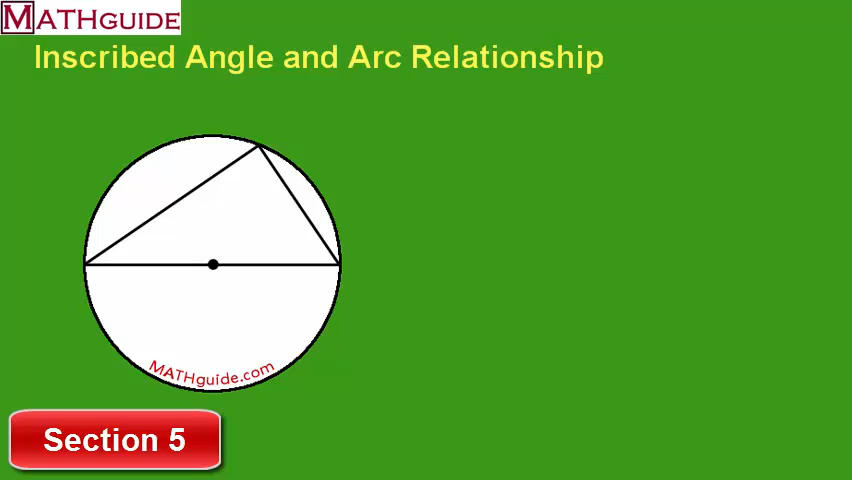 MATHGUIDE
Inscribed Angle and Arc Relationship
MATHguide.com
Section 5